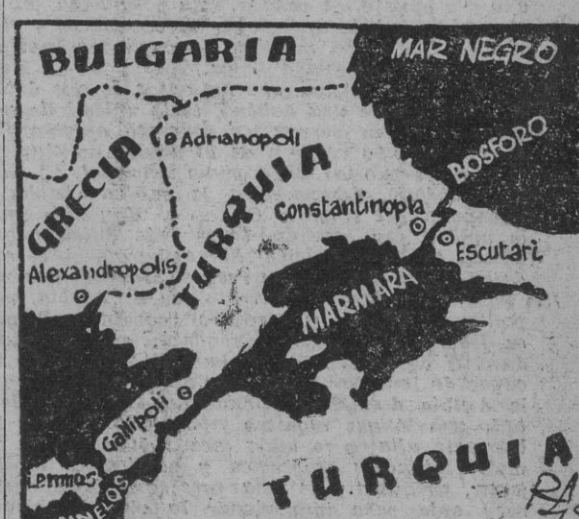 BULGARIA
MAR NEGRO
BOSFORO
Adrianopoli
GRECIA
TURQUIA
Constantinopla
Escutari
Alexandropolis
MARMARA
Gallipoli
Lemnos
TURQUIA